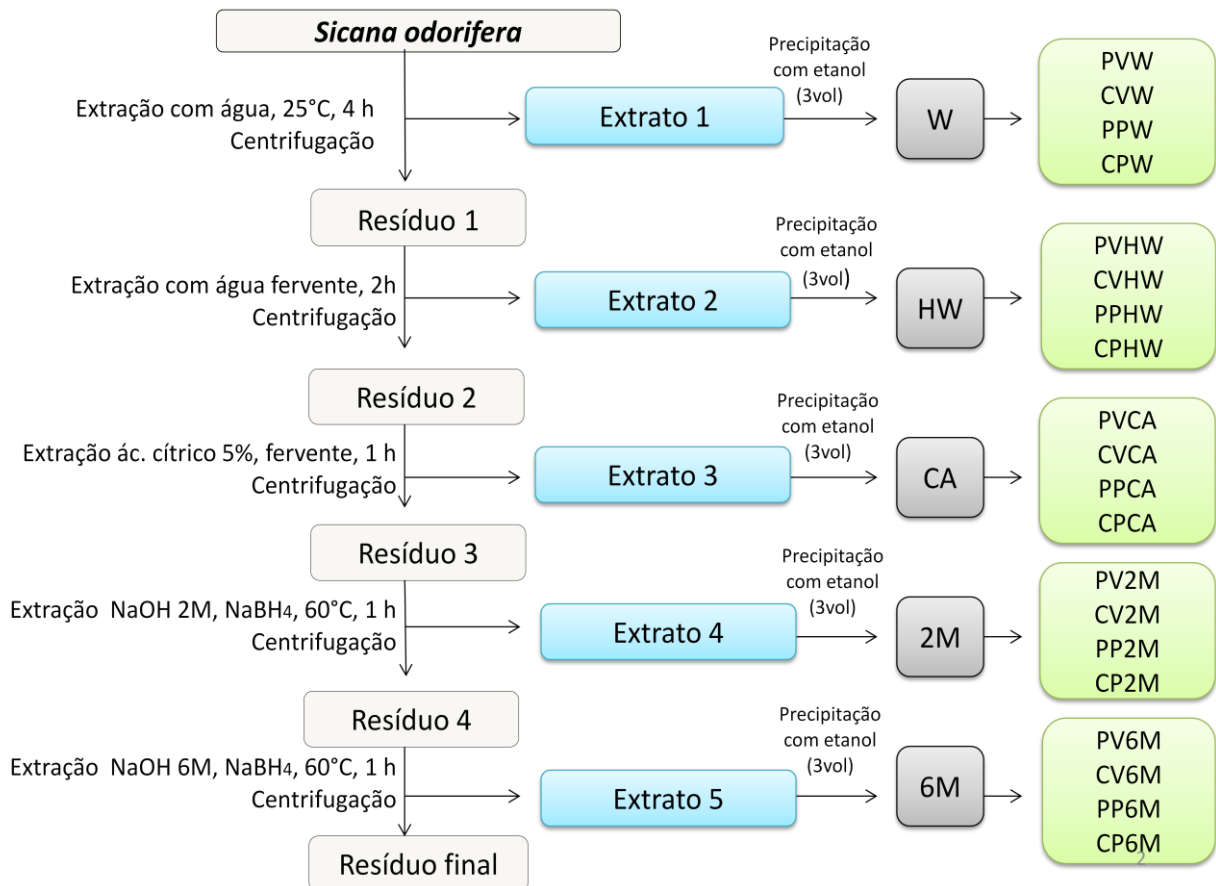 Sicana odorifera
Extração com água, 25°C, 4 h
Centrifugação
Extrato 1
Precipitação
com etanol
(3vol)
W
PVW
CVW
PPW
CPW
Resíduo 1
Extração com água fervente, 2h
Centrifugação
Extrato 2
Precipitação
com etanol
(3vol)
HW
PVHW
CVHW
PPHW
CPHW
Resíduo 2
Extração ác. cítrico 5%, fervente, 1 h
Centrifugação
Extrato 3
Precipitação
com etanol
(3vol)
CA
PVCA
CVCA
PPCA
CPCA
Resíduo 3
Extração NaOH 2M, NaBH4, 60°C, 1 h
Centrifugação
Extrato 4
Precipitação
com etanol
(3vol)
2M
PV2M
CV2M
PP2M
CP2M
Resíduo 4
Extração NaOH 6M, NaBH4, 60°C, 1 h
Centrifugação
Extrato 5
Precipitação
com etanol
(3vol)
6M
PV6M
CV6M
PP6M
CP6M
2
Resíduo final